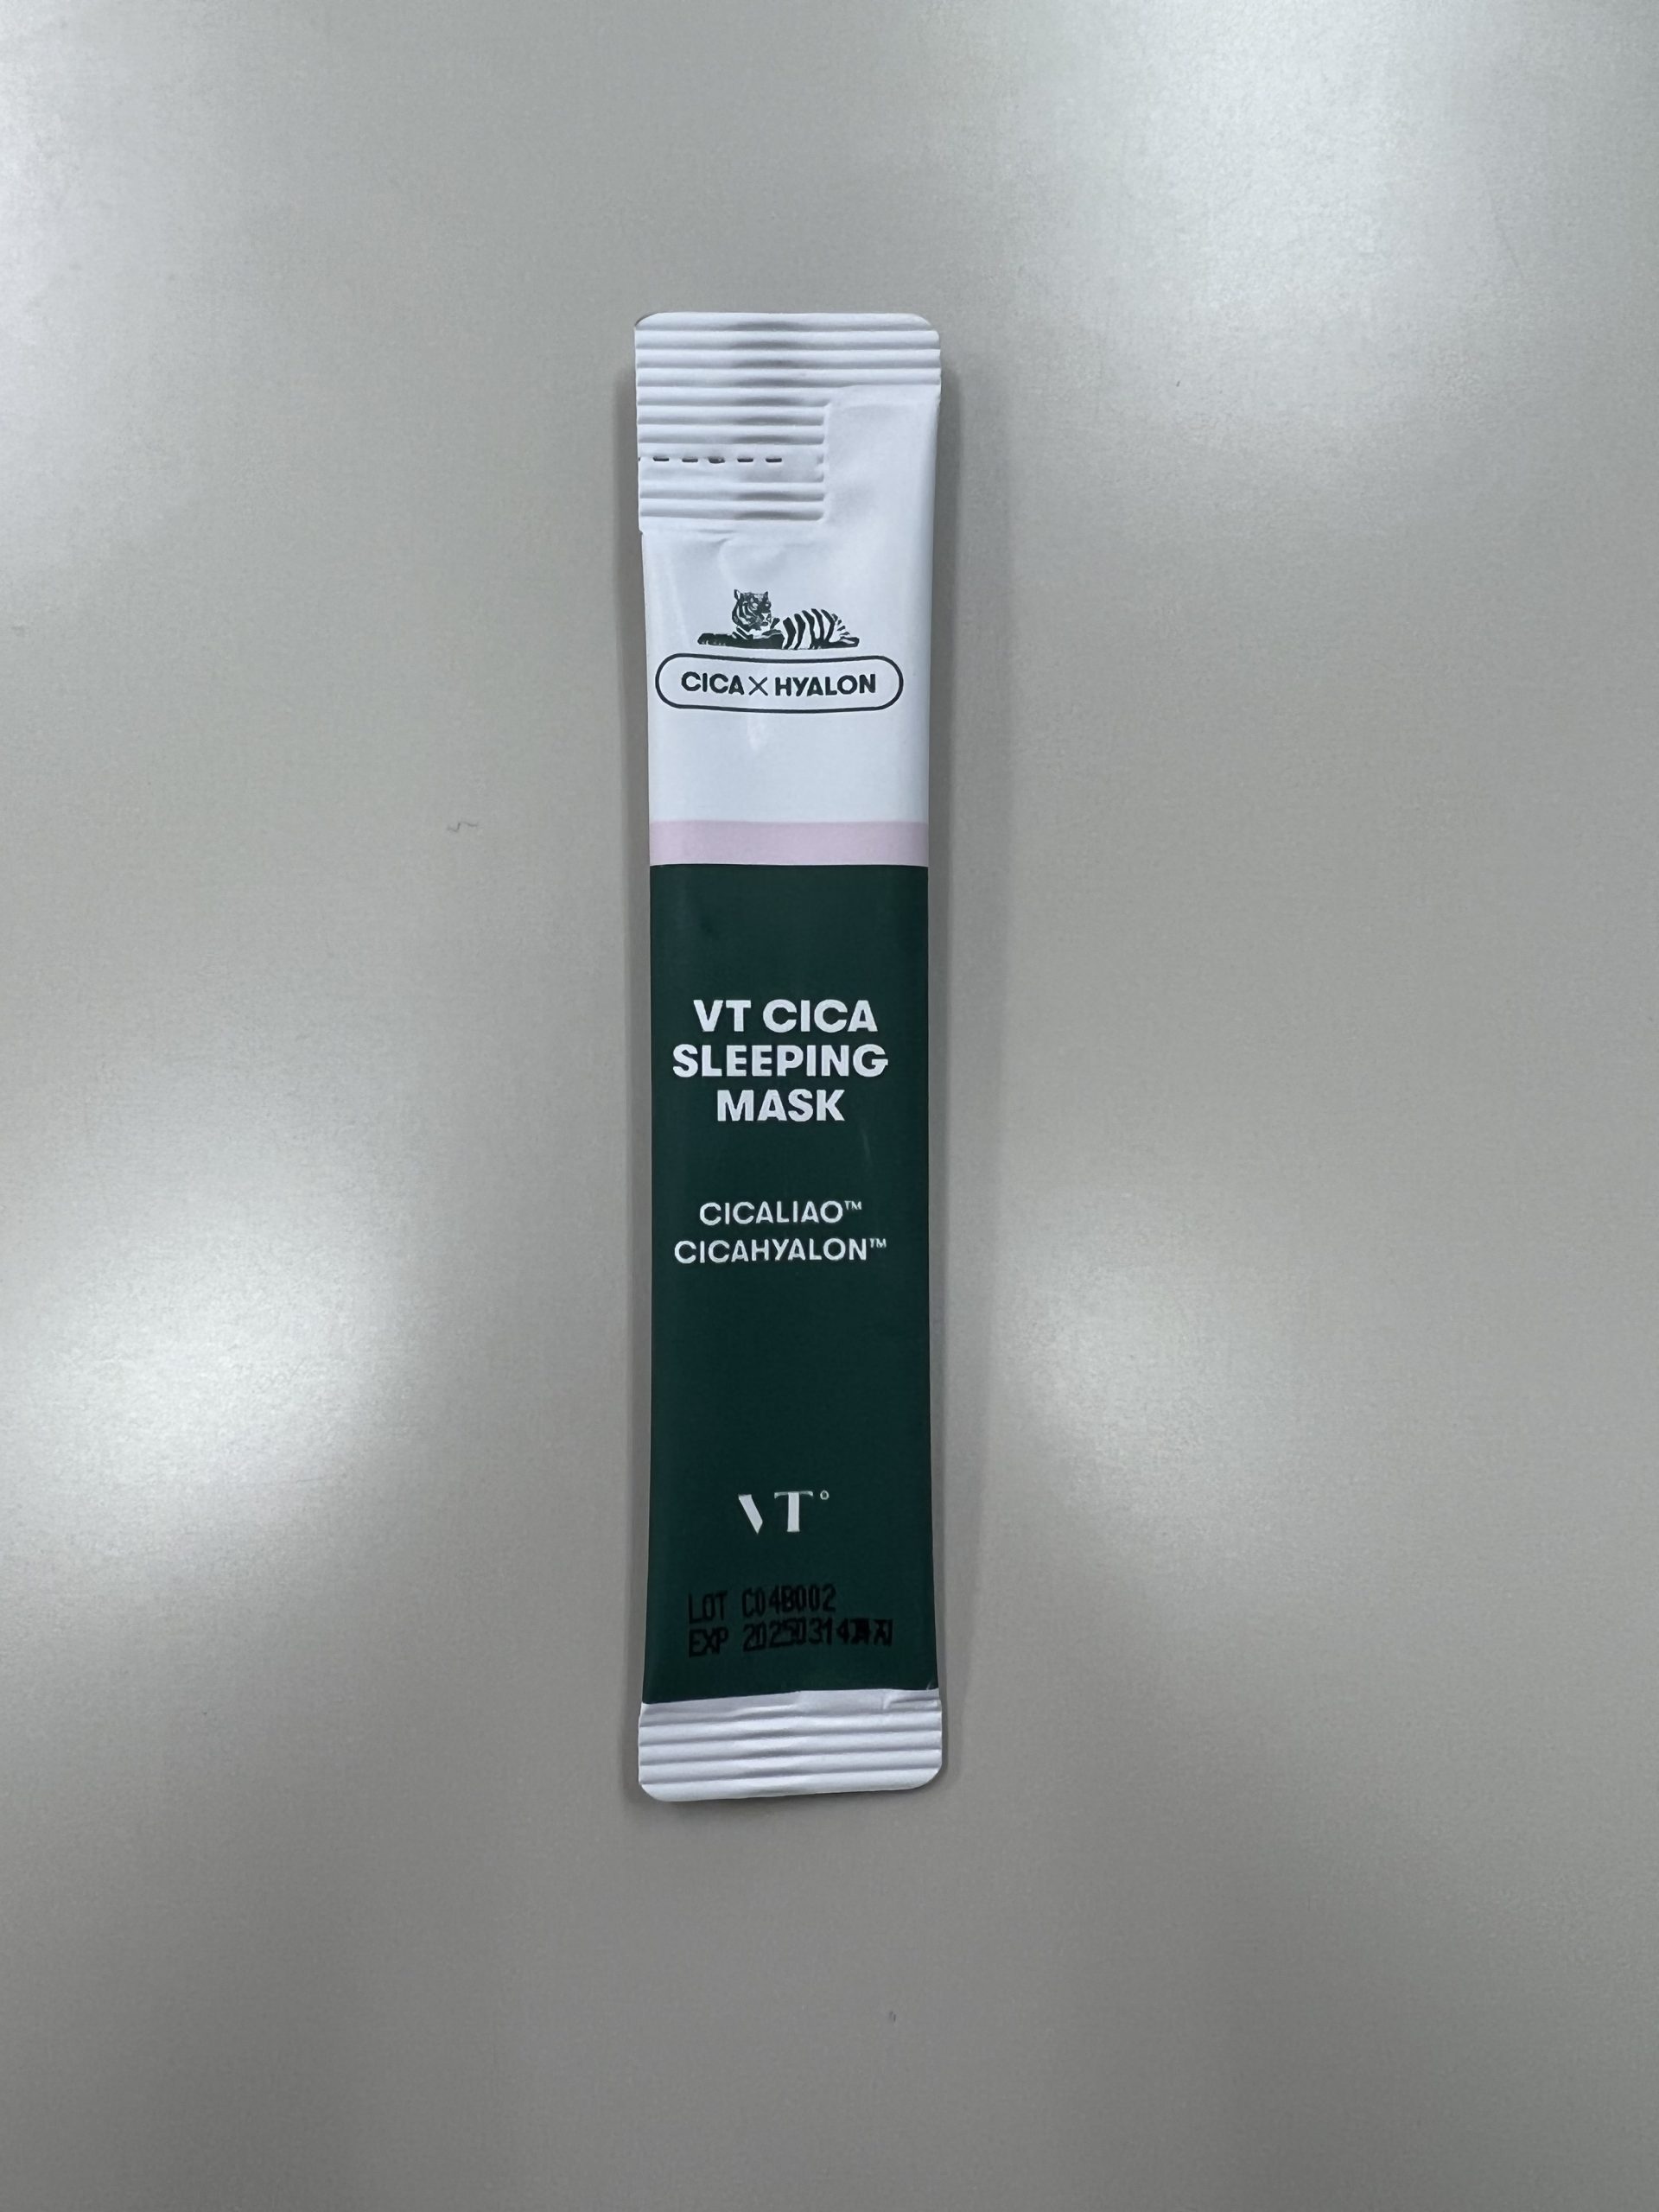 CICA X HYALON
VT CICA
SLEEPING
MASK
CICALIAO™
CICAHYALON™
VT
LOT C04B002
EXP 20250314까지